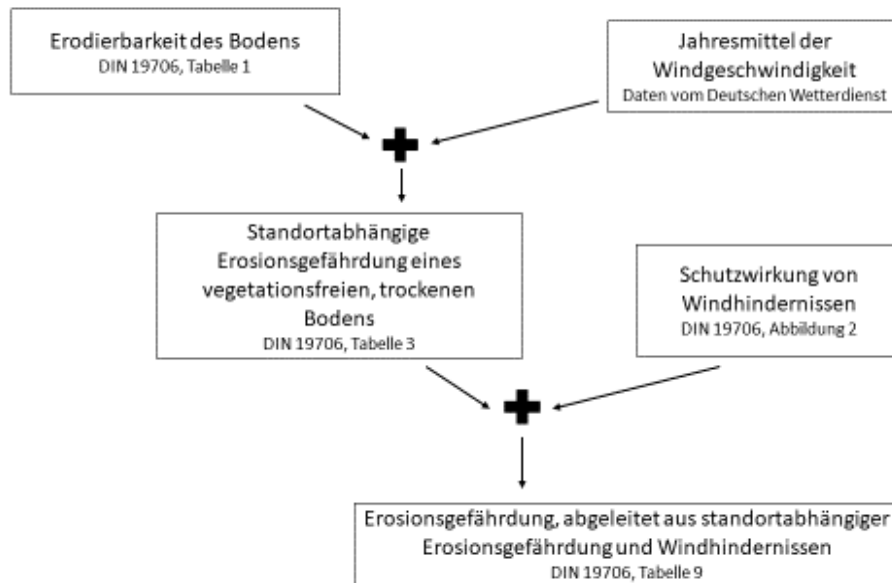 Erodierbarkeit des Bodens
DIN 19706, Tabelle 1
Jahresmittel der
Windgeschwindigkeit
Daten vom Deutschen Wetterdienst
Standortabhängige
Erosionsgefährdung eines
vegetationsfreien, trockenen
Bodens
DIN 19706, Tabelle 3
Schutzwirkung von
Windhindernissen
DIN 19706, Abbildung 2
Erosionsgefährdung, abgeleitet aus standortabhängiger
Erosionsgefährdung und Windhindernissen
DIN 19706, Tabelle 9